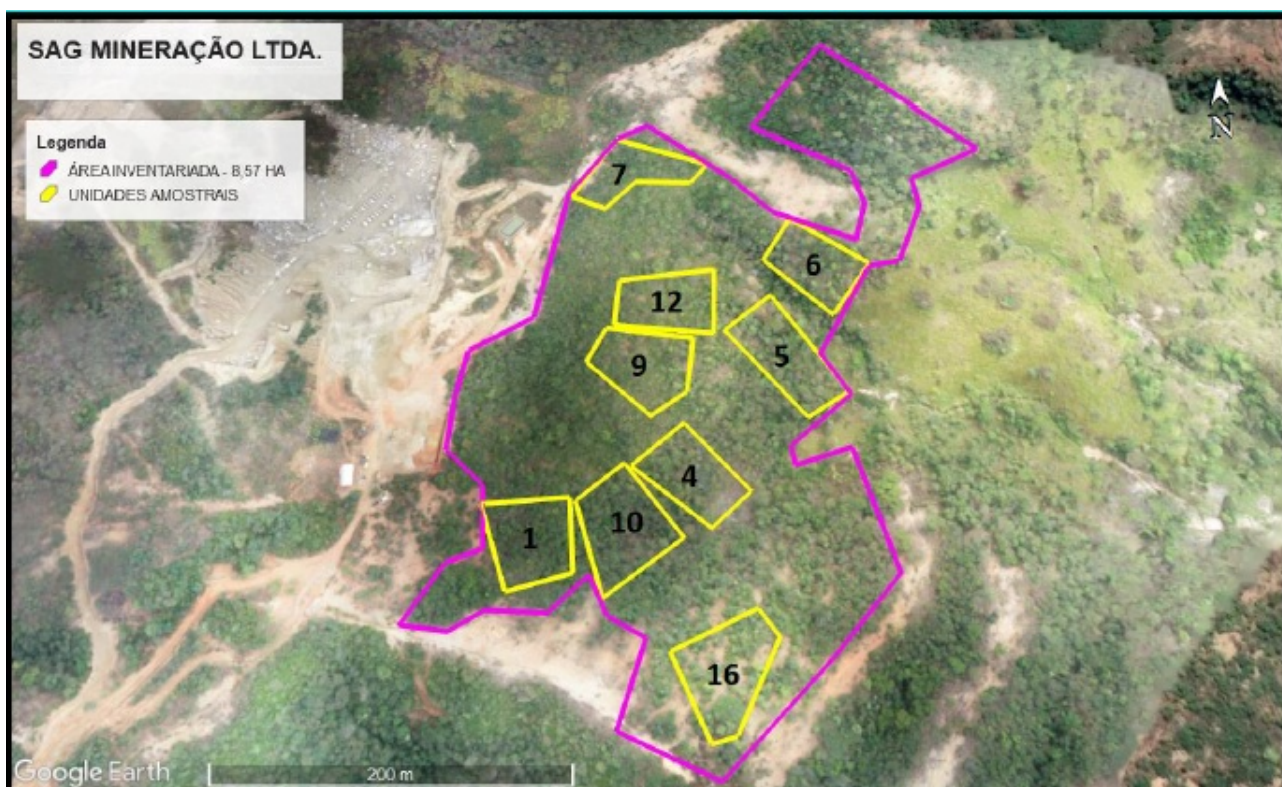 SAG MINERAÇÃO LTDA.
Legenda
ÁREA INVENTARIADA - 8,57 HA
UNIDADES AMOSTRAIS
N
7
6
12
5
9
4
10
1
16
Google Earth
200 m